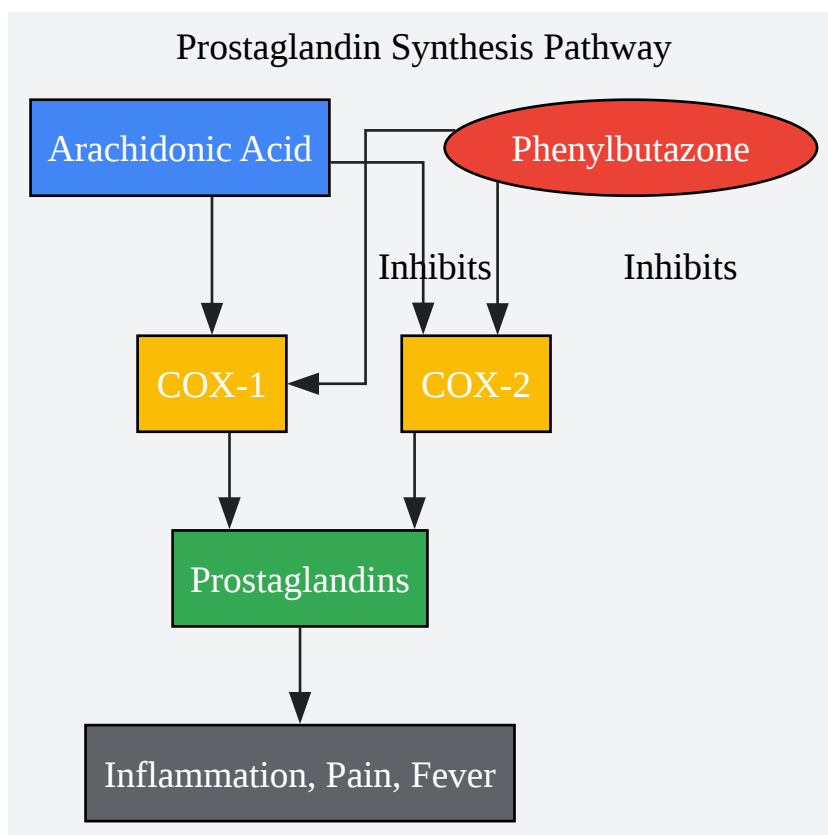 Prostaglandin Synthesis Pathway
Arachidonic Acid
Phenylbutazone
Inhibits
Inhibits
COX-1
COX-2
Prostaglandins
Inflammation, Pain, Fever